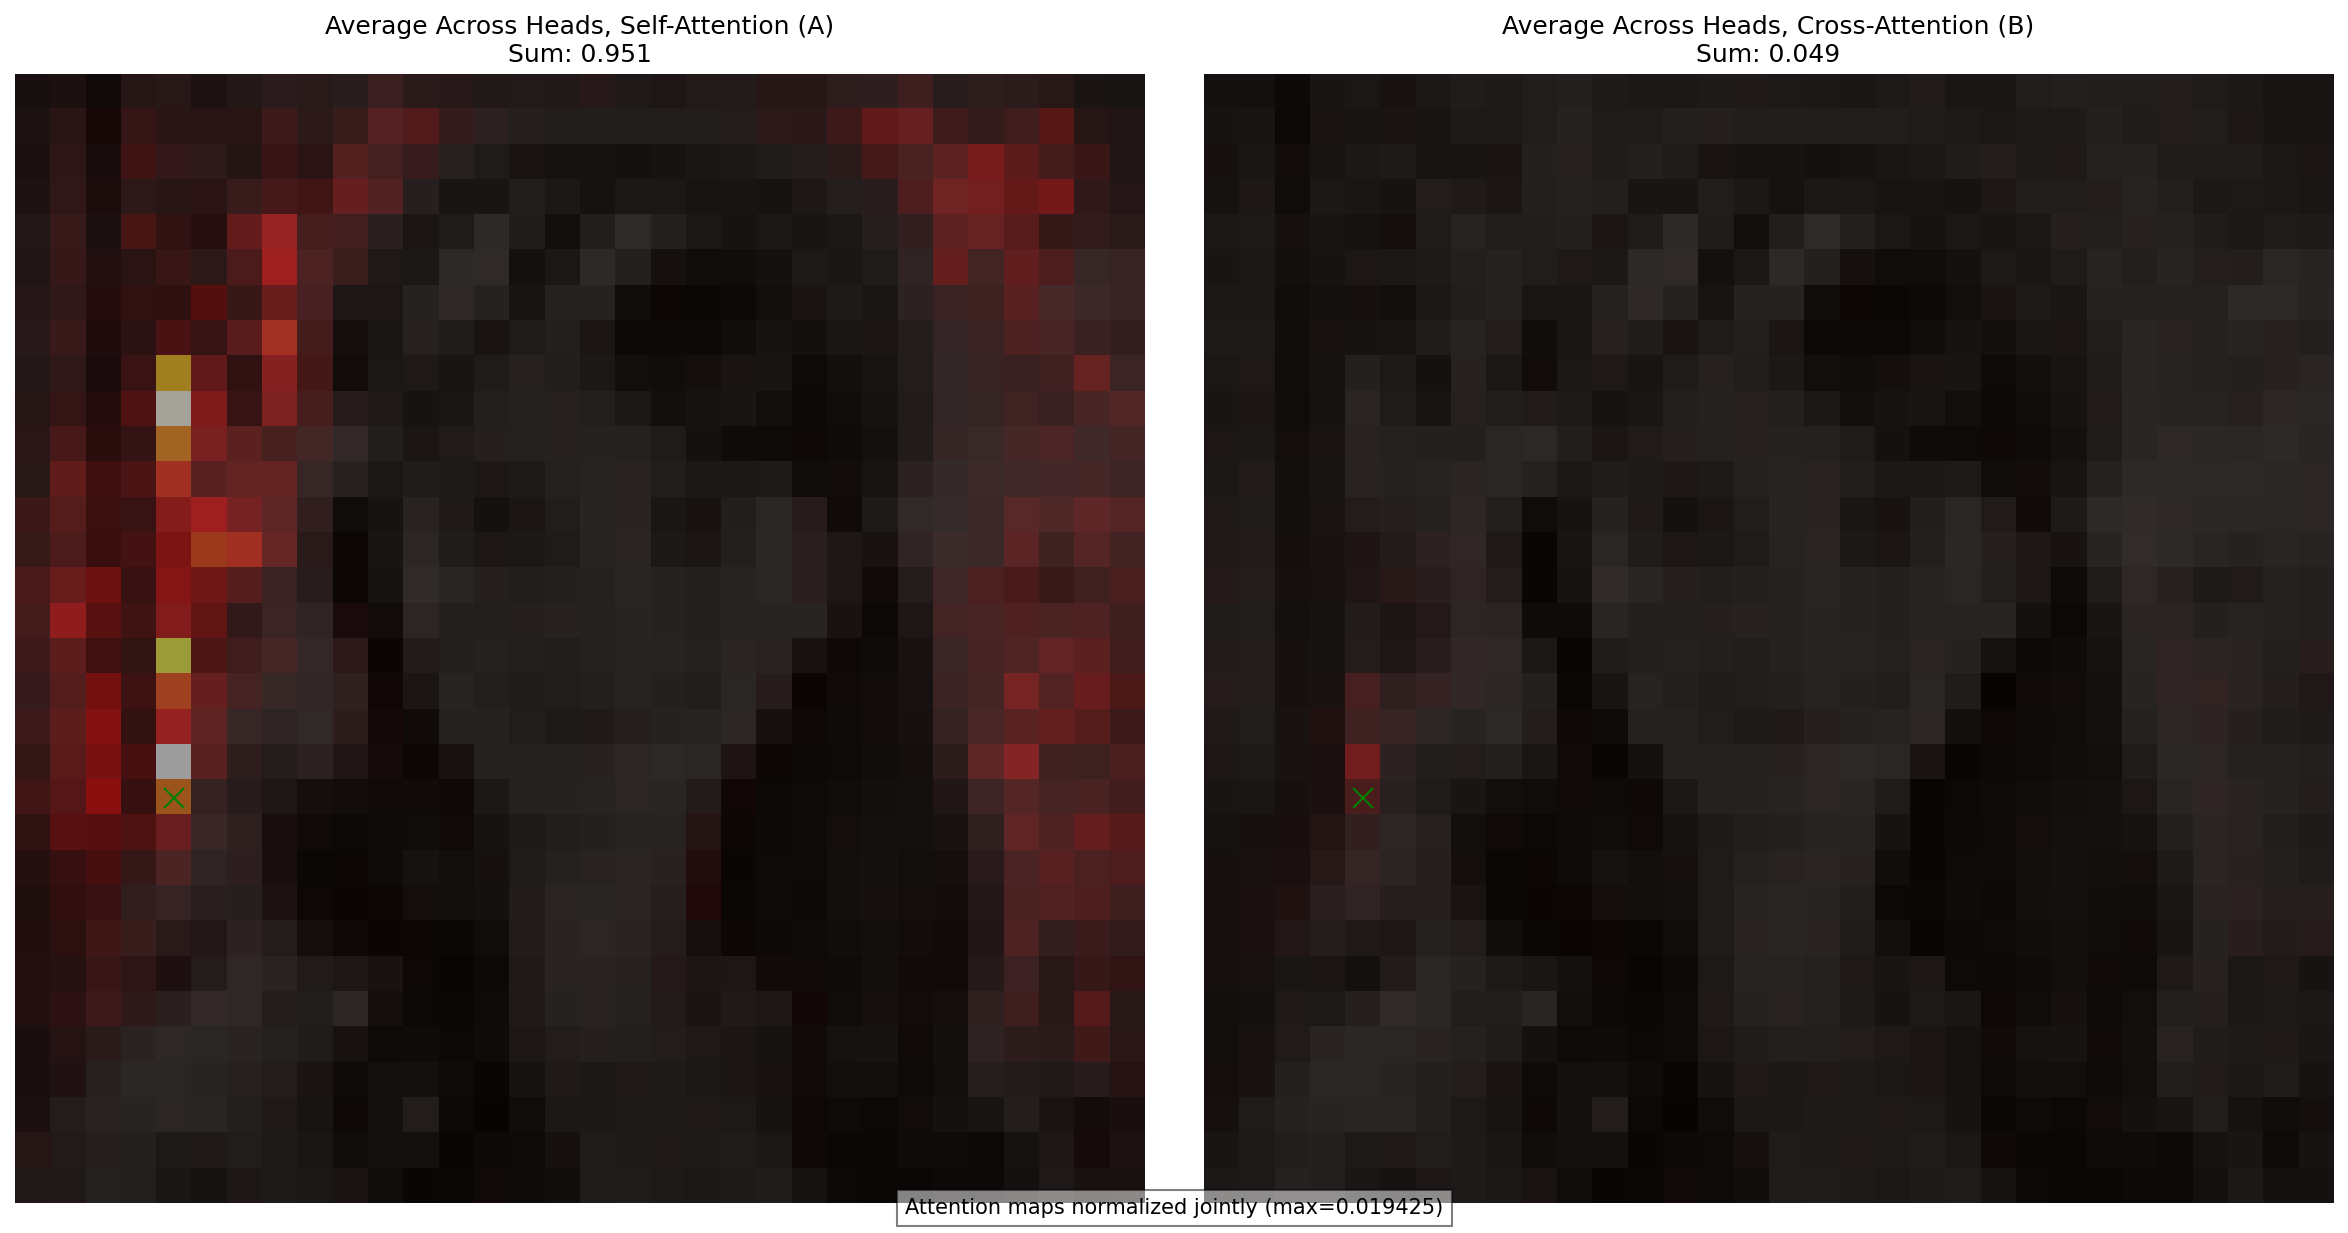 Average Across Heads, Self-Attention (A)
Sum: 0.951
Average Across Heads, Cross-Attention (B)
Sum: 0.049
Attention maps normalized jointly (max=0.019425)